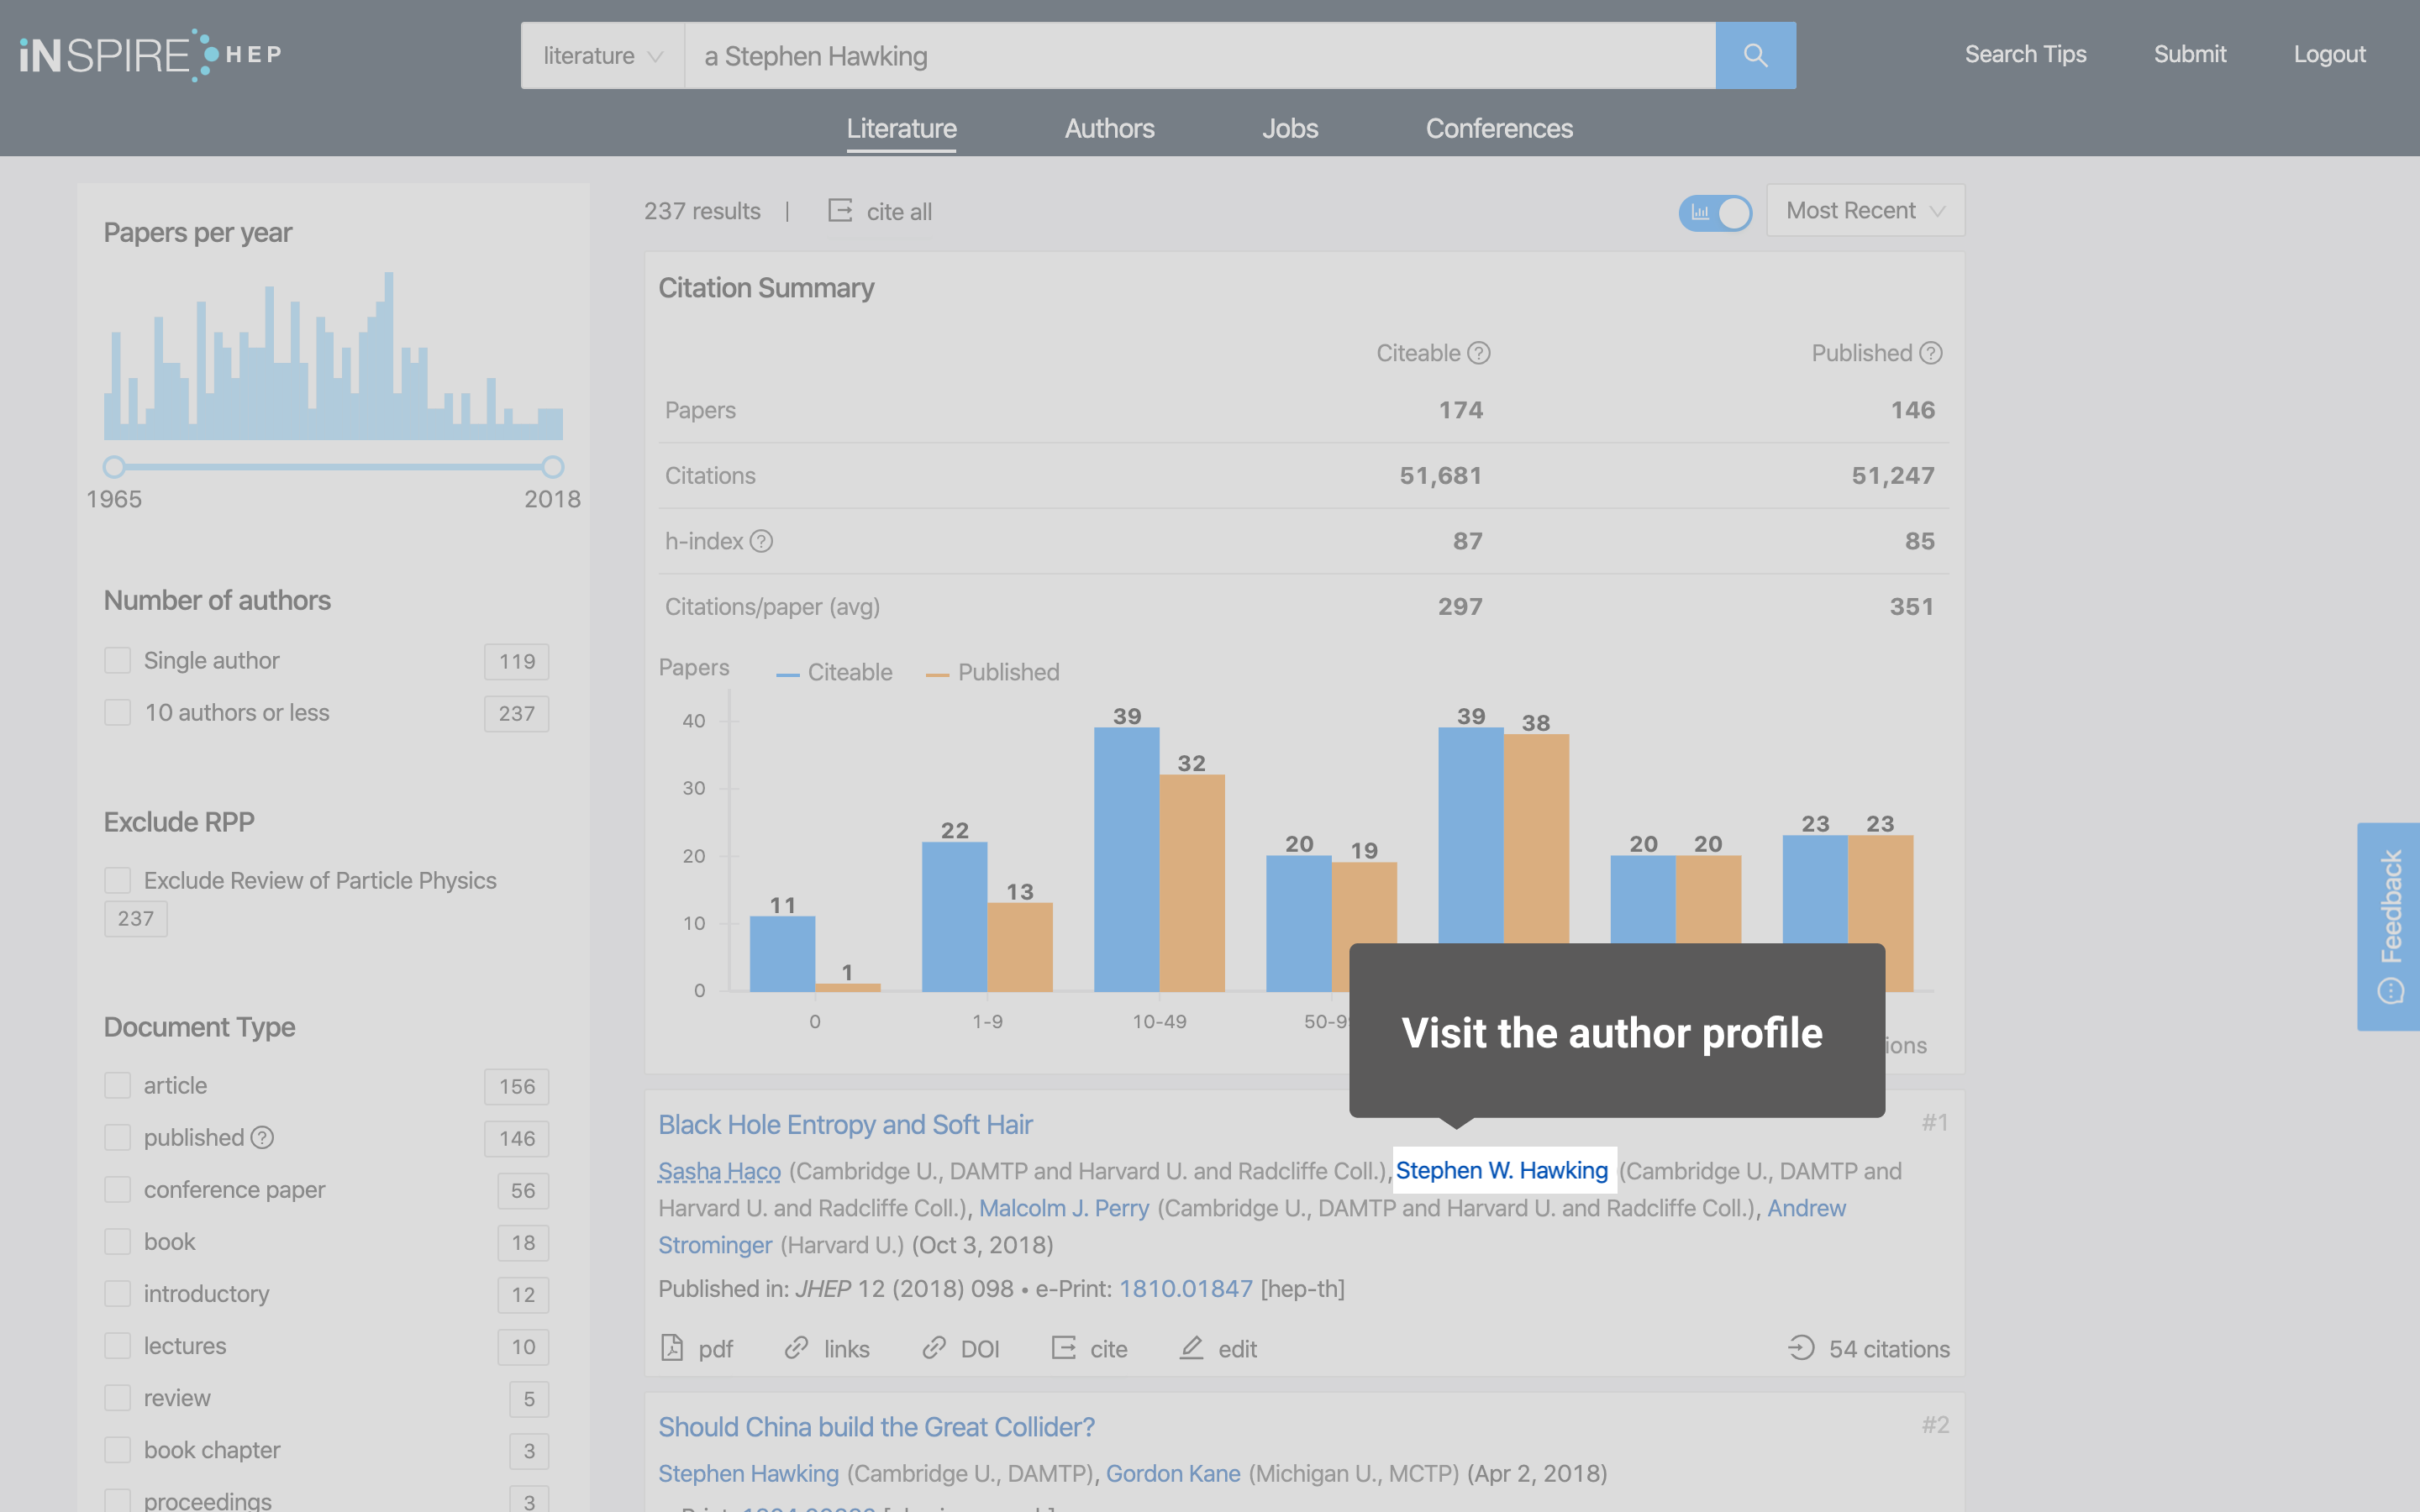 iNSPIRE HEP
literature
a Stephen Hawking
Search Tips
Submit
Logout
Literature
Authors
Jobs
Conferences
Papers per year
1965
2018
Number of authors
Single author 119
10 authors or less 237
Exclude RPP
Exclude Review of Particle Physics
237
Document Type
article 156
published 146
conference paper 56
book 18
introductory 12
lectures 10
review 5
book chapter 3
proceedings 3
237 results | cite all
Most Recent
Citation Summary
Citeable Published
Papers 174 146
Citations 51,681 51,247
h-index 87 85
Citations/paper (avg) 297 351
Papers Citeable Published
40
30
20
10
0
11 1 22 13 39 32 20 19 39 38 20 20 23 23
0 1-9 10-49 50-9
ions
Visit the author profile
Black Hole Entropy and Soft Hair #1
Sasha Haco (Cambridge U., DAMTP and Harvard U. and Radcliffe Coll.), Stephen W. Hawking (Cambridge U., DAMTP and
Harvard U. and Radcliffe Coll.), Malcolm J. Perry (Cambridge U., DAMTP and Harvard U. and Radcliffe Coll.), Andrew
Strominger (Harvard U.) (Oct 3, 2018)
Published in: JHEP 12 (2018) 098 • e-Print: 1810.01847 [hep-th]
pdf links DOI cite edit 54 citations
Should China build the Great Collider? #2
Stephen Hawking (Cambridge U., DAMTP), Gordon Kane (Michigan U., MCTP) (Apr 2, 2018)
Feedback